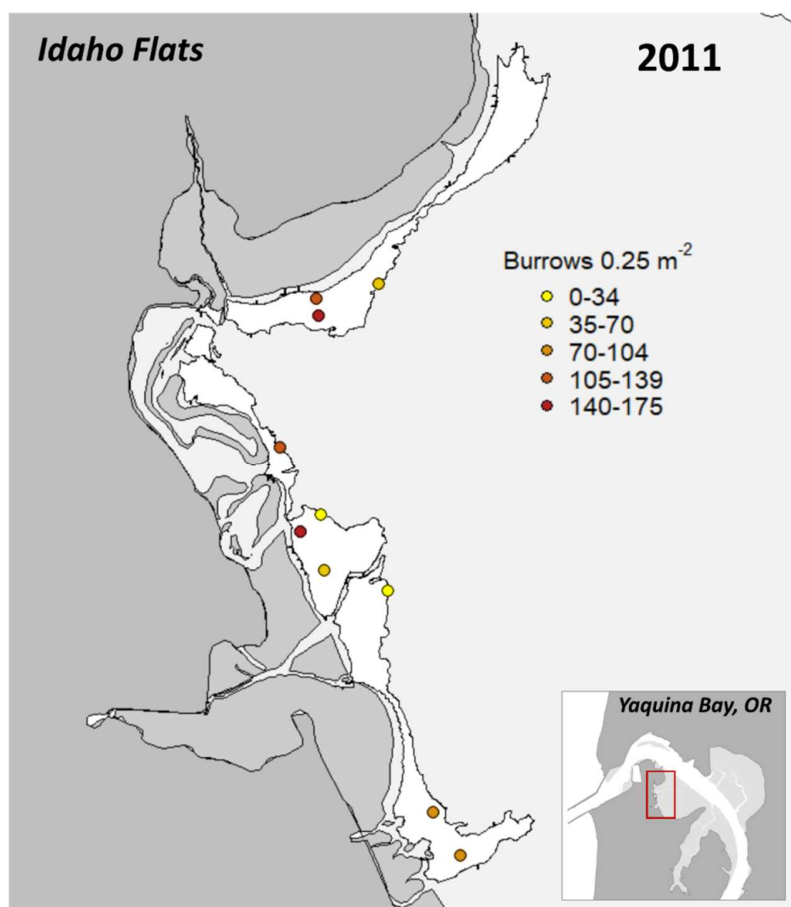 Idaho Flats
2011
Burrows 0.25 m⁻²
0-34
35-70
70-104
105-139
140-175
Yaquina Bay, OR